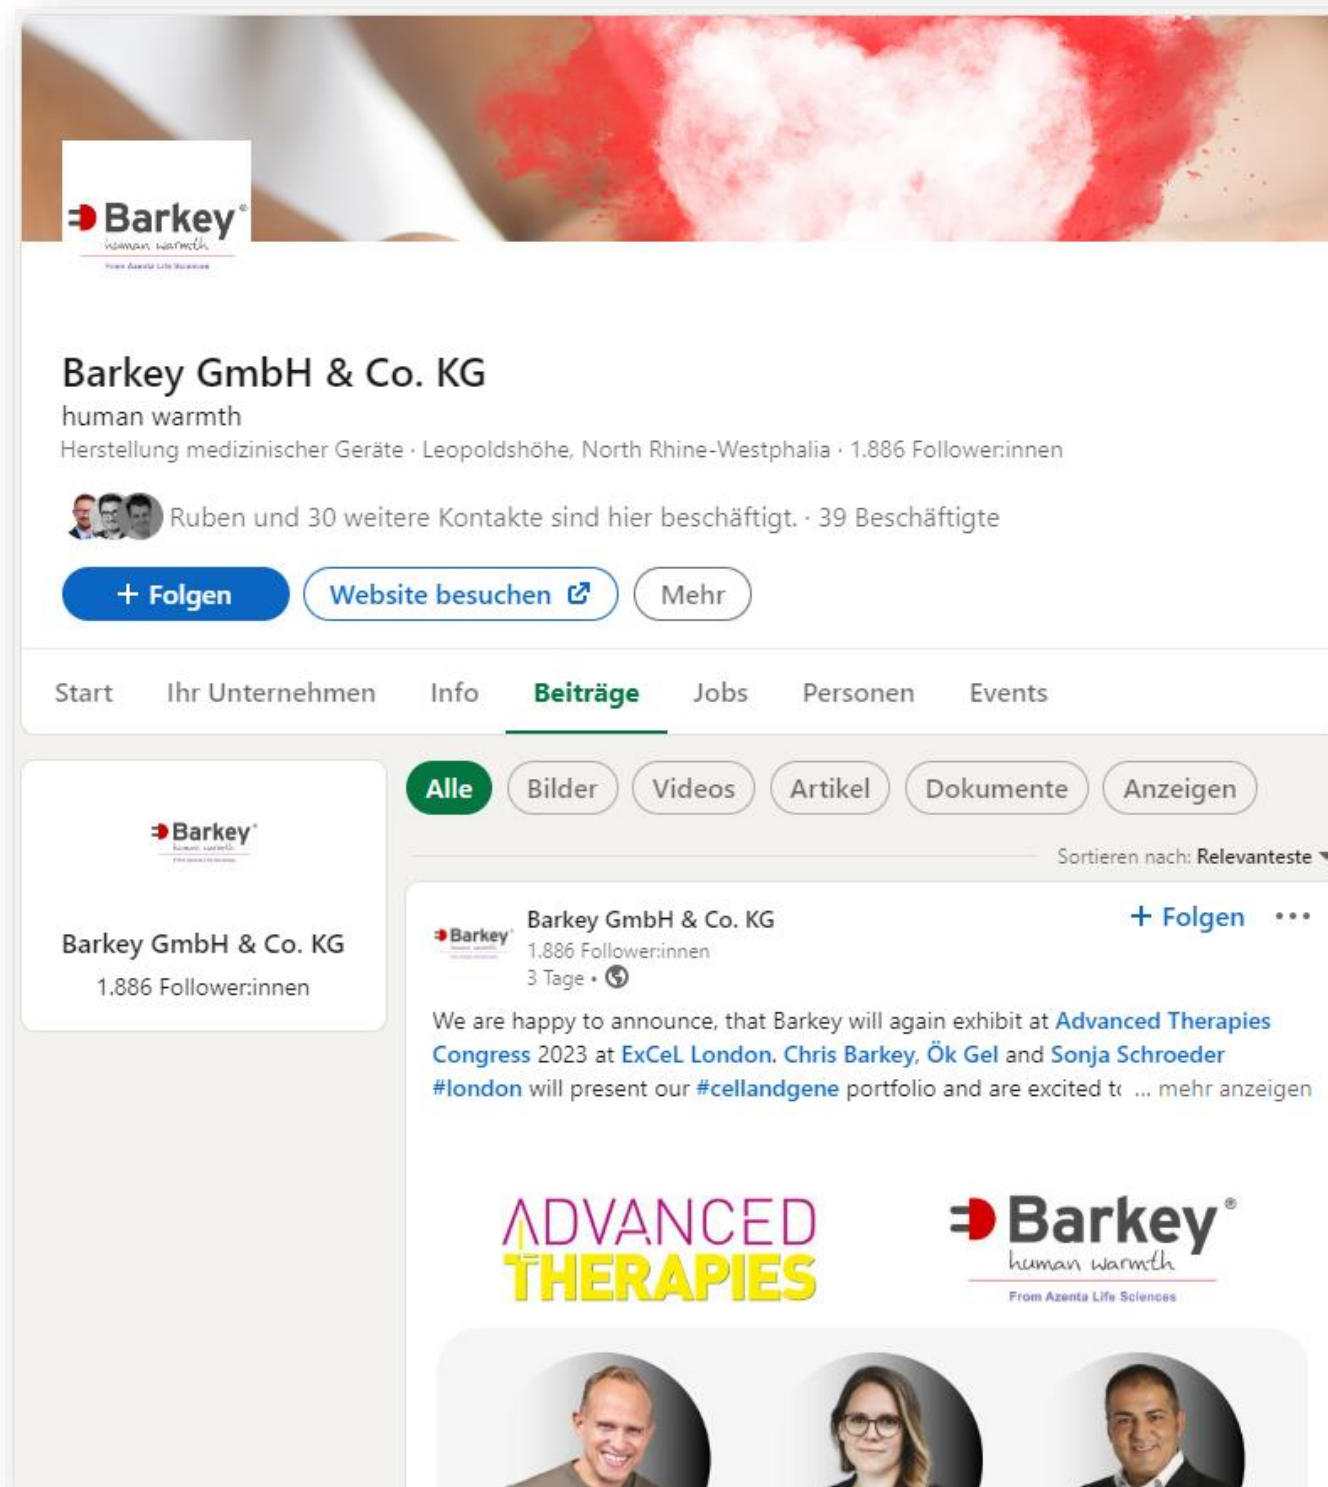 Barkey®
human warmth
From Azenta Life Sciences
Barkey GmbH & Co. KG
human warmth
Herstellung medizinischer Geräte · Leopoldshöhe, North Rhine-Westphalia · 1.886 Follower:innen
Ruben und 30 weitere Kontakte sind hier beschäftigt. · 39 Beschäftigte
+ Folgen Website besuchen Mehr
Start Ihr Unternehmen Info Beiträge Jobs Personen Events
Barkey
Barkey GmbH & Co. KG
1.886 Follower:innen
Alle Bilder Videos Artikel Dokumente Anzeigen
Sortieren nach: Relevanteste
Barkey
Barkey GmbH & Co. KG + Folgen ...
1.886 Follower:innen
3 Tage •
We are happy to announce, that Barkey will again exhibit at Advanced Therapies
Congress 2023 at ExCeL London. Chris Barkey, Ök Gel and Sonja Schroeder
#london will present our #cellandgene portfolio and are excited to ... mehr anzeigen
ADVANCED
THERAPIES
Barkey®
human warmth
From Azenta Life Sciences